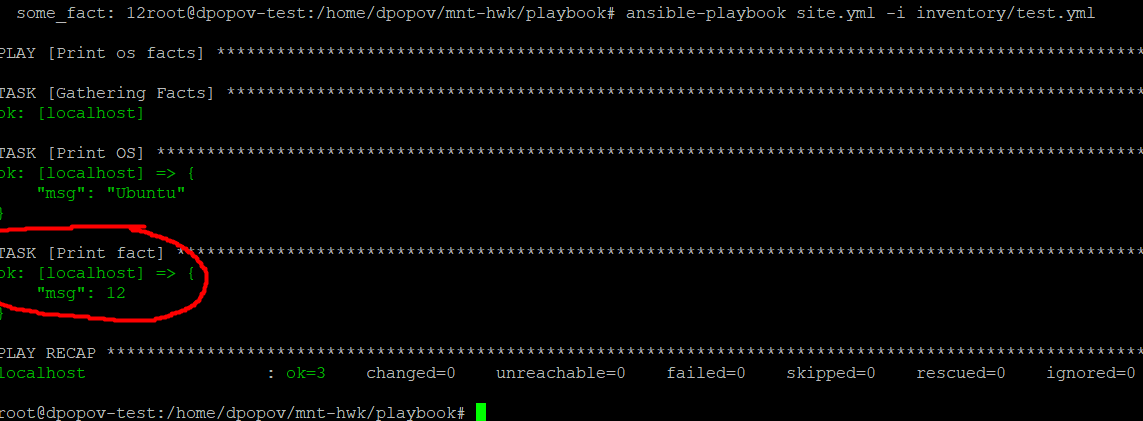 some_fact: 12root@dpopov-test:/home/dpopov/mnt-hwk/playbook# ansible-playbook site.yml -i inventory/test.yml
PLAY [Print os facts] *********************************************************************************************
TASK [Gathering Facts] ********************************************************************************************
ok: [localhost]
TASK [Print OS] ***************************************************************************************************
ok: [localhost] => {
"msg": "Ubuntu"
}
TASK [Print fact] *************************************************************************************************
ok: [localhost] => {
"msg": 12
}
PLAY RECAP ********************************************************************************************************
localhost : ok=3 changed=0 unreachable=0 failed=0 skipped=0 rescued=0 ignored=0
root@dpopov-test:/home/dpopov/mnt-hwk/playbook#